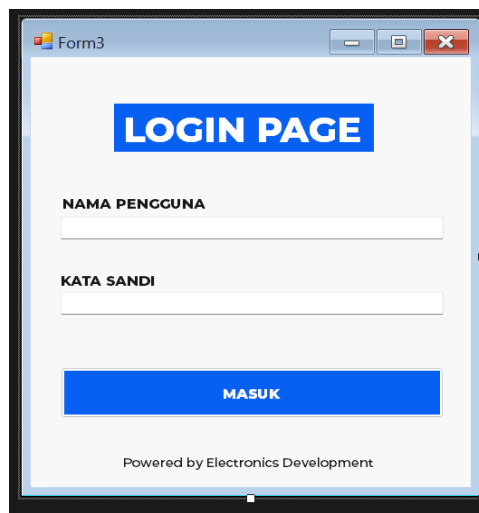 Form3
LOGIN PAGE
NAMA PENGGUNA
KATA SANDI
MASUK
Powered by Electronics Development